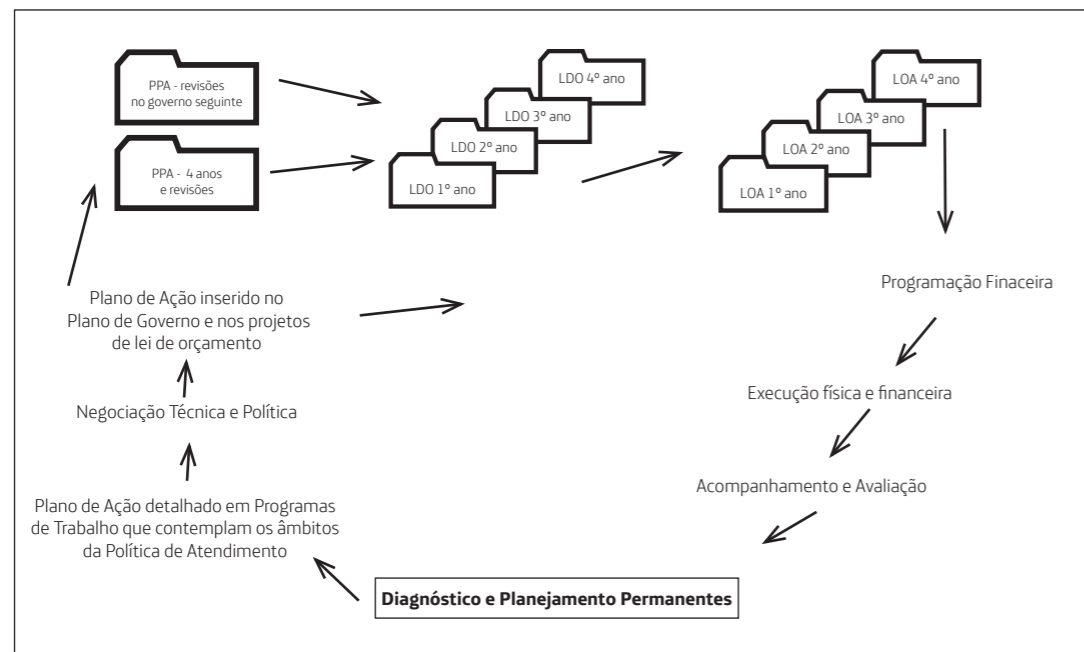 PPA - revisões
no governo seguinte
PPA - 4 anos
e revisões
LDO 4º ano
LDO 3º ano
LDO 2º ano
LDO 1º ano
LOA 4º ano
LOA 3º ano
LOA 2º ano
LOA 1º ano
Programação Finaceira
Execução física e financeira
Acompanhamento e Avaliação
Diagnóstico e Planejamento Permanentes
Plano de Ação detalhado em Programas
de Trabalho que contemplam os âmbitos
da Política de Atendimento
Negociação Técnica e Política
Plano de Ação inserido no
Plano de Governo e nos projetos
de lei de orçamento